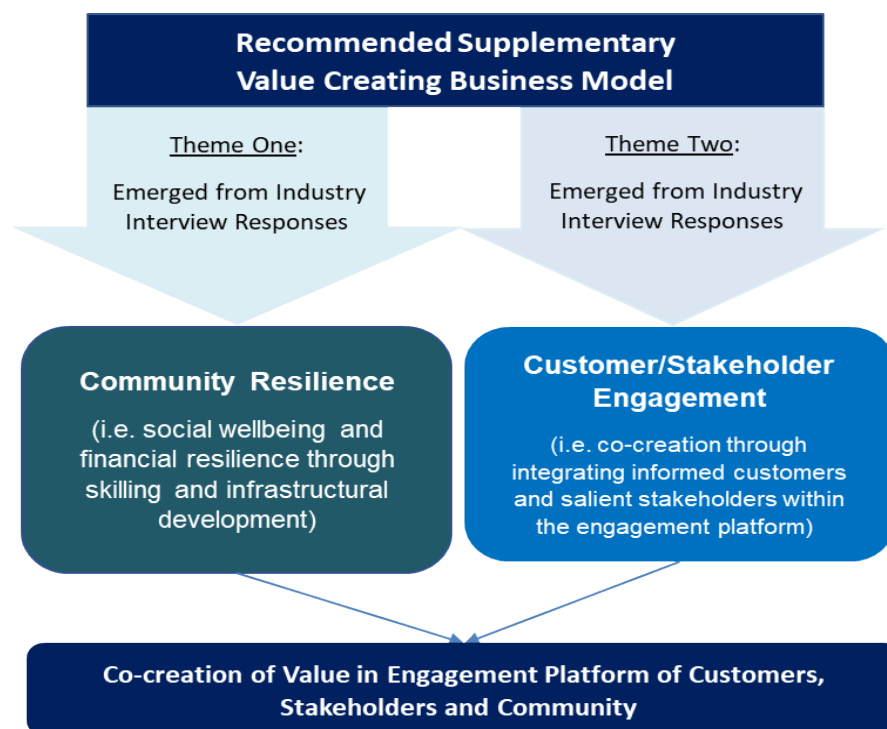 Recommended Supplementary
Value Creating Business Model
Theme One:
Emerged from Industry
Interview Responses
Theme Two:
Emerged from Industry
Interview Responses
Community Resilience
(i.e. social wellbeing and
financial resilience through
skilling and infrastructural
development)
Customer/Stakeholder
Engagement
(i.e. co-creation through
integrating informed customers
and salient stakeholders within
the engagement platform)
Co-creation of Value in Engagement Platform of Customers,
Stakeholders and Community